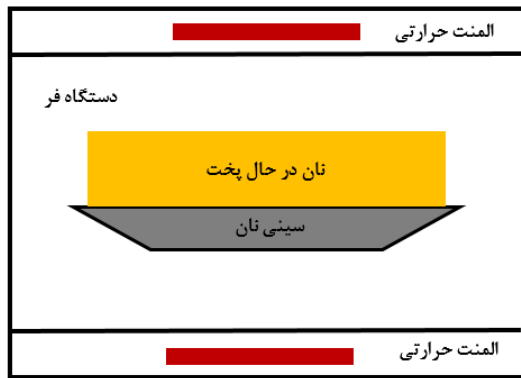 المنت حرارتی
دستگاه فر
نان در حال پخت
سینی نان
المنت حرارتی